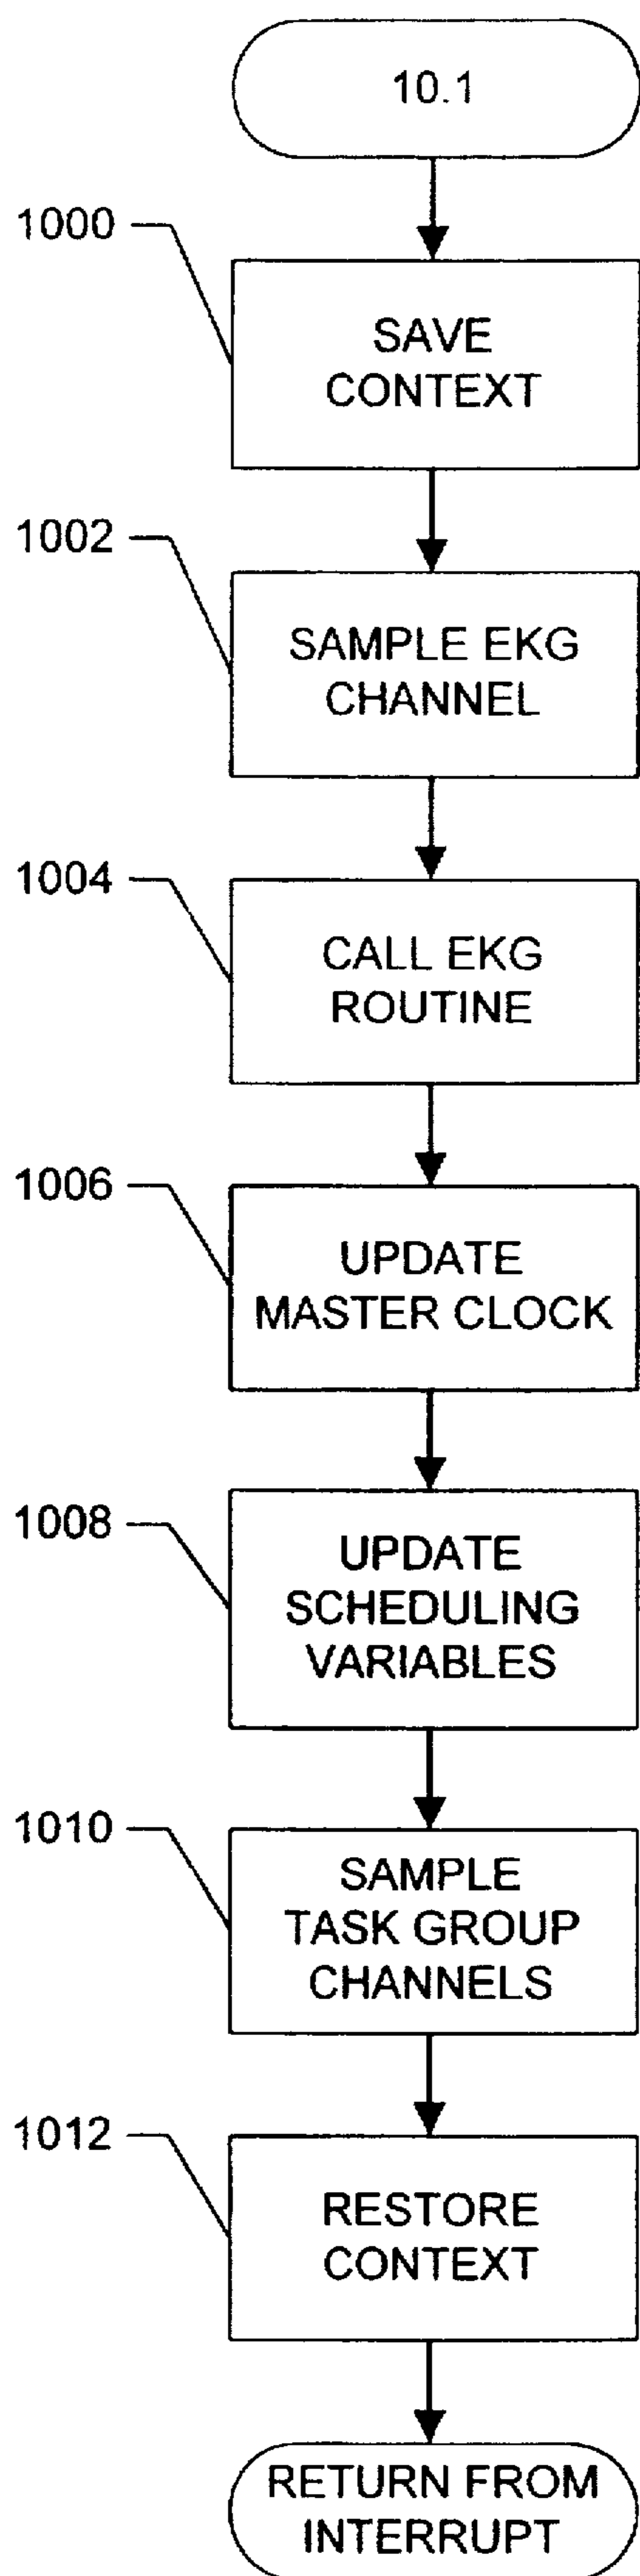 10.1
1000
SAVE
CONTEXT
1002
SAMPLE EKG
CHANNEL
1004
CALL EKG
ROUTINE
1006
UPDATE
MASTER CLOCK
1008
UPDATE
SCHEDULING
VARIABLES
1010
SAMPLE
TASK GROUP
CHANNELS
1012
RESTORE
CONTEXT
RETURN FROM
INTERRUPT